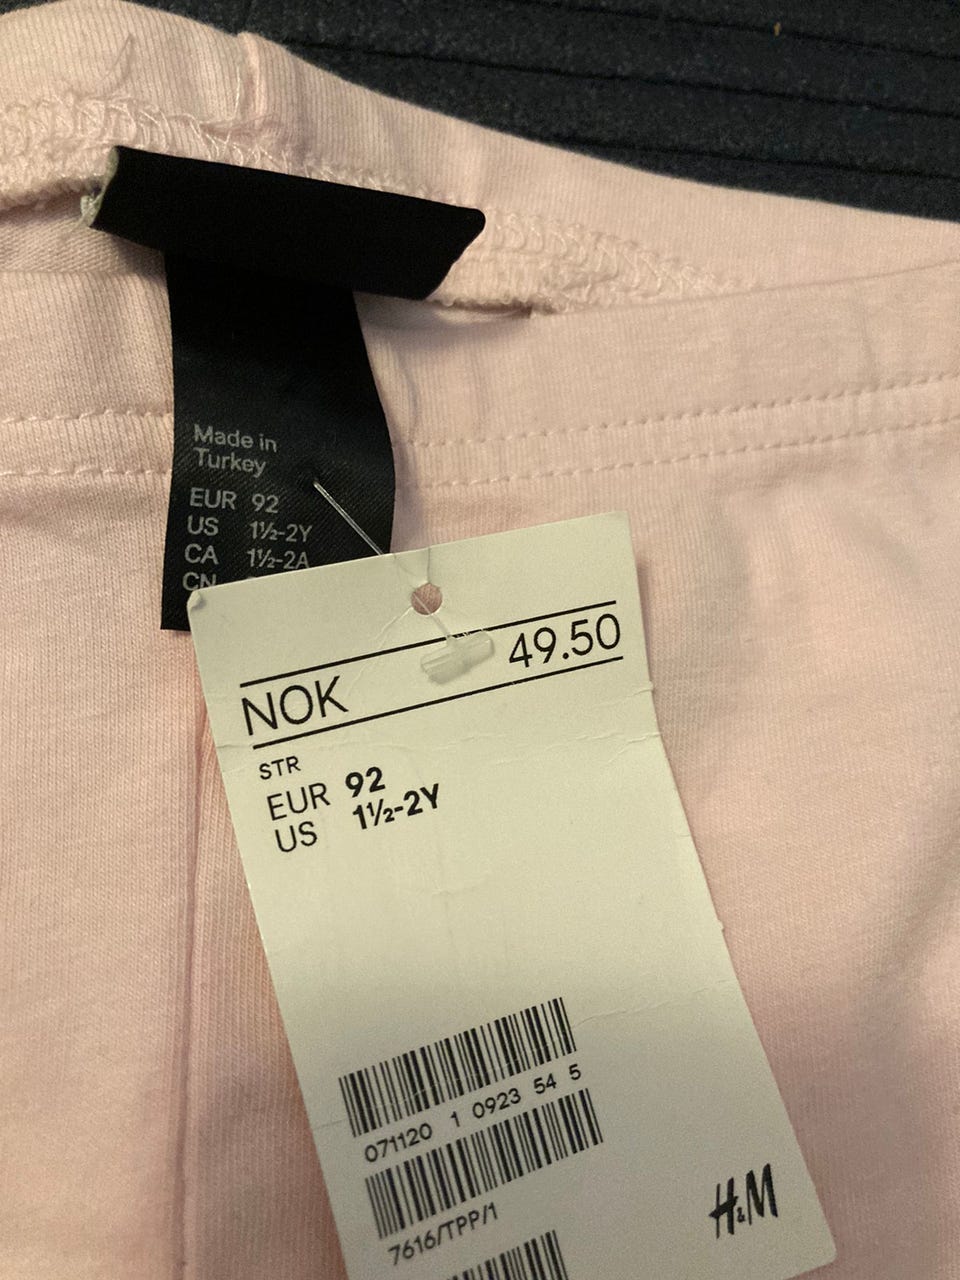 Made in
Turkey
EUR 92
US 1½-2Y
CA 1½-2A
CN
NOK 49.50
STR
EUR 92
US 1½-2Y
071120 1 0923 54 5
7616/TPP/1
H&M